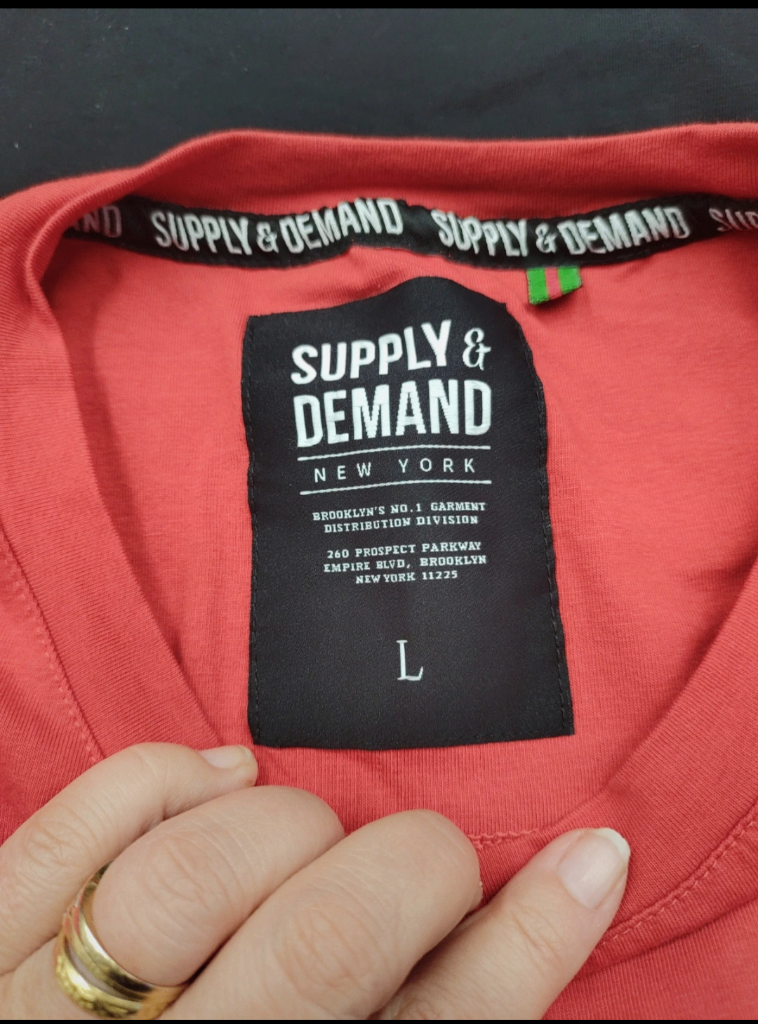 SUPPLY & DEMAND SUPPLY & DEMAND
SUPPLY &
DEMAND
NEW YORK
BROOKLYN'S NO.1 GARMENT
DISTRIBUTION DIVISION
260 PROSPECT PARKWAY
EMPIRE BLVD, BROOKLYN
NEW YORK 11225
L